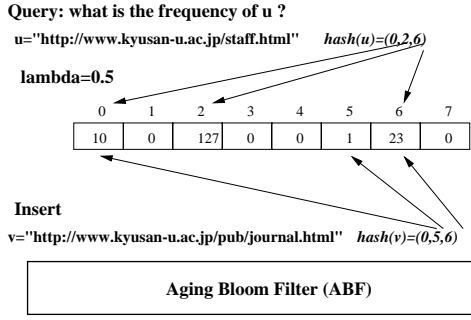 Query: what is the frequency of u ?
u="http://www.kyusan-u.ac.jp/staff.html" hash(u)=(0,2,6)
lambda=0.5
0 1 2 3 4 5 6 7
10 0 127 0 0 1 23 0
Insert
v="http://www.kyusan-u.ac.jp/pub/journal.html" hash(v)=(0,5,6)
Aging Bloom Filter (ABF)